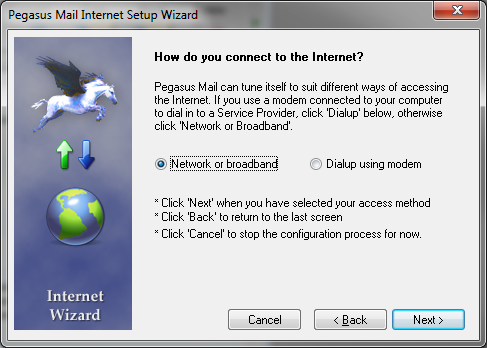 Pegasus Mail Internet Setup Wizard
How do you connect to the Internet?
Pegasus Mail can tune itself to suit different ways of accessing
the Internet. If you use a modem connected to your computer
to dial in to a Service Provider, click 'Dialup' below, otherwise
click 'Network or Broadband'.
Network or broadband
Dialup using modem
* Click 'Next' when you have selected your access method
* Click 'Back' to return to the last screen
* Click 'Cancel' to stop the configuration process for now.
Internet
Wizard
Cancel
< Back
Next >